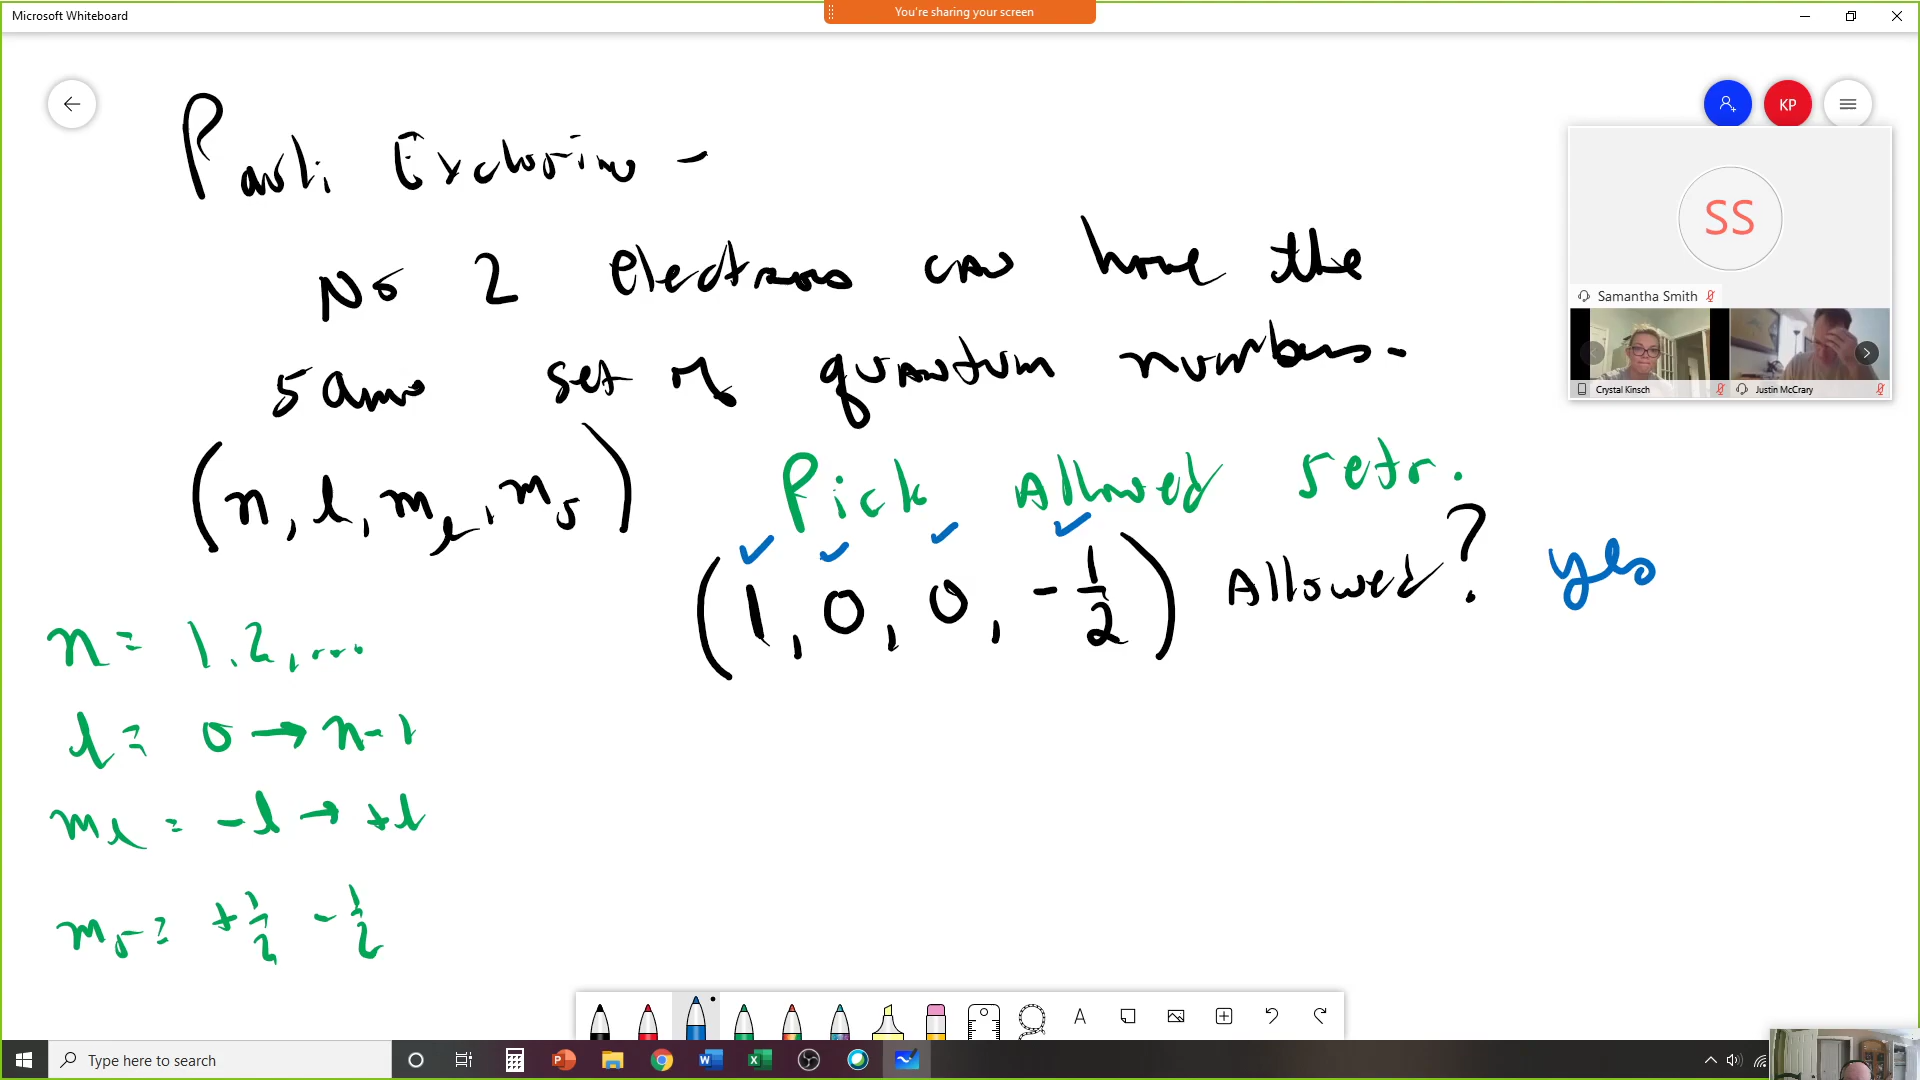 Microsoft Whiteboard
You're sharing your screen
KP
SS
Samantha Smith
Crystal Kinsch
Justin McCrary
Pauli Exclusion -
No 2 electrons can have the
same set of quantum numbers.
(n, l, mℓ, ms)
Pick Allowed sets.
(1, 0, 0, -1/2) Allowed? yes
n = 1, 2, ....
l = 0 → n-1
mℓ = -l → +l
ms = +1/2 -1/2
A
Type here to search